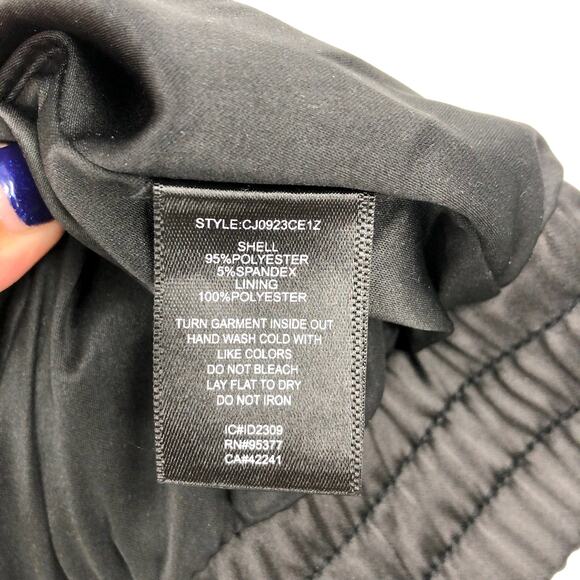 STYLE:CJ0923CE1Z
SHELL
95%POLYESTER
5%SPANDEX
LINING
100%POLYESTER
TURN GARMENT INSIDE OUT
HAND WASH COLD WITH
LIKE COLORS
DO NOT BLEACH
LAY FLAT TO DRY
DO NOT IRON
IC#ID2309
RN#95377
CA#42241